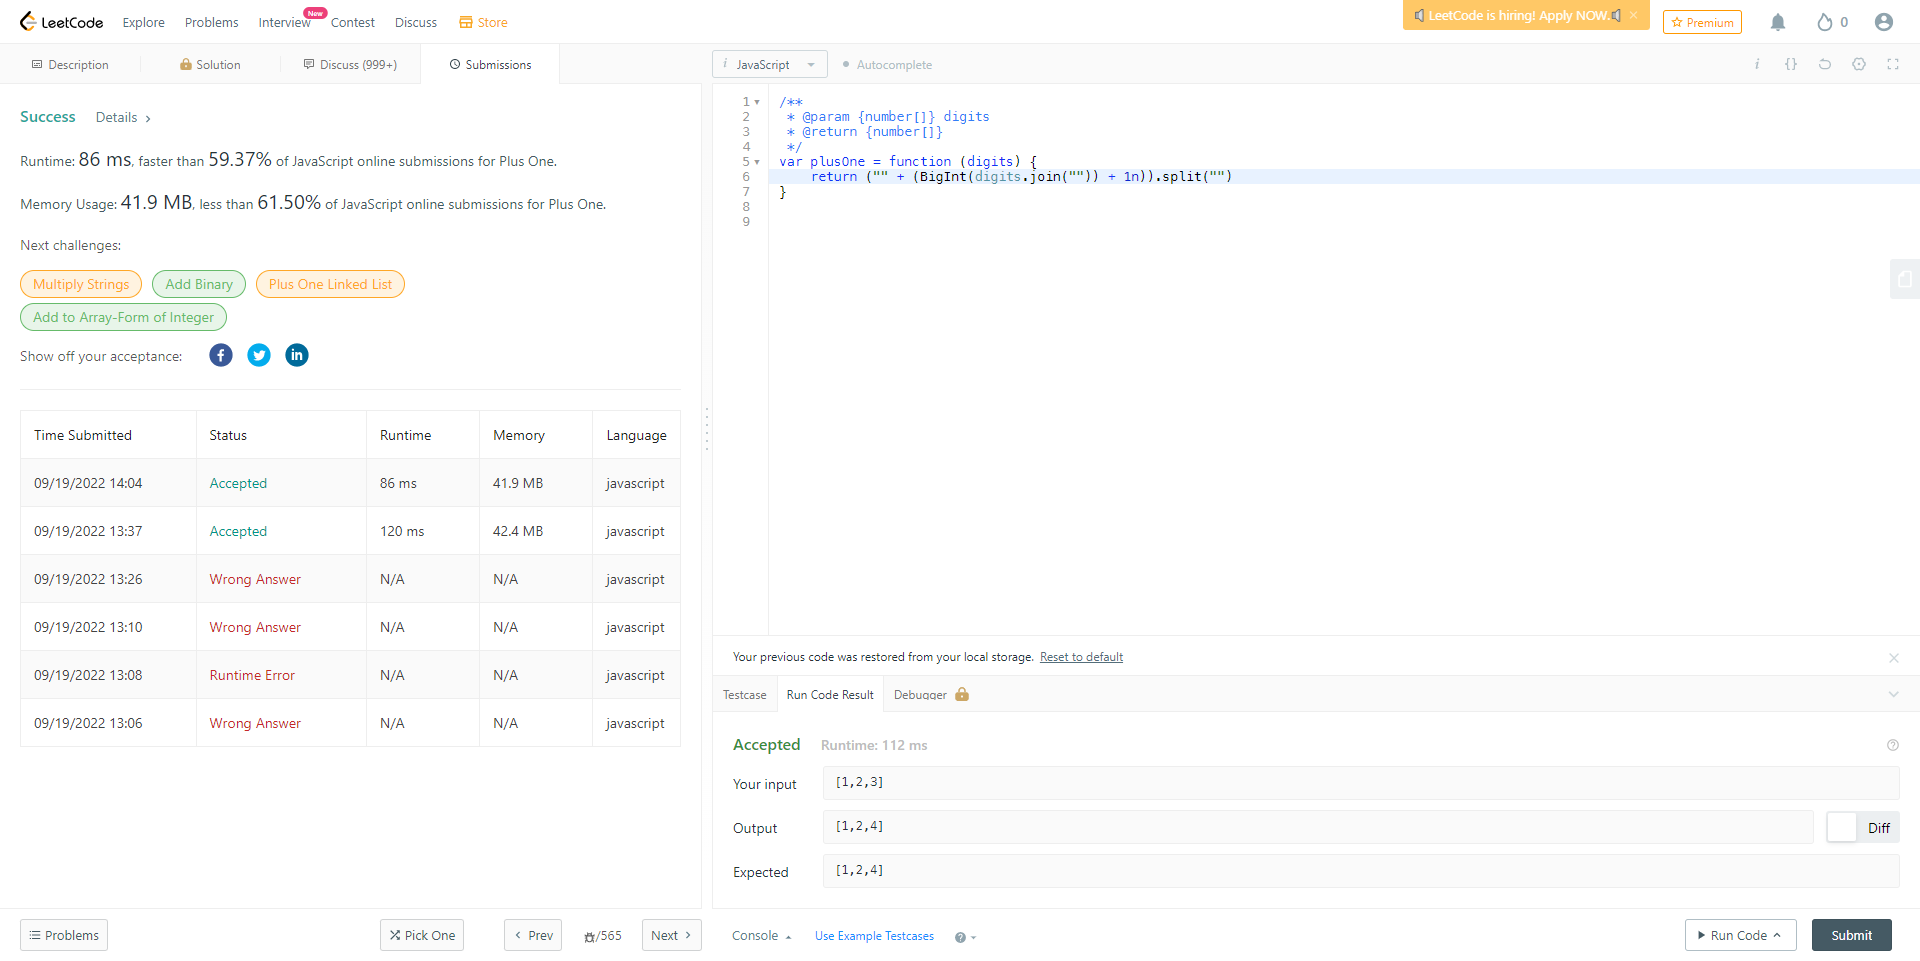 LeetCode Explore Problems Interview New Contest Discuss Store LeetCode is hiring! Apply NOW. × Premium 0
Description Solution Discuss (999+) Submissions
i JavaScript Autocomplete i {}
Success Details >
Runtime: 86 ms, faster than 59.37% of JavaScript online submissions for Plus One.
Memory Usage: 41.9 MB, less than 61.50% of JavaScript online submissions for Plus One.
Next challenges:
Multiply Strings Add Binary Plus One Linked List
Add to Array-Form of Integer
Show off your acceptance:
Time Submitted Status Runtime Memory Language
09/19/2022 14:04 Accepted 86 ms 41.9 MB javascript
09/19/2022 13:37 Accepted 120 ms 42.4 MB javascript
09/19/2022 13:26 Wrong Answer N/A N/A javascript
09/19/2022 13:10 Wrong Answer N/A N/A javascript
09/19/2022 13:08 Runtime Error N/A N/A javascript
09/19/2022 13:06 Wrong Answer N/A N/A javascript
Problems Pick One < Prev /565 Next >
1 /**
2 * @param {number[]} digits
3 * @return {number[]}
4 */
5 var plusOne = function (digits) {
6 return ("" + (BigInt(digits.join("")) + 1n)).split("")
7 }
8
9
Your previous code was restored from your local storage. Reset to default
Testcase Run Code Result Debugger
Accepted Runtime: 112 ms
Your input [1,2,3]
Output [1,2,4] Diff
Expected [1,2,4]
Console Use Example Testcases Run Code Submit